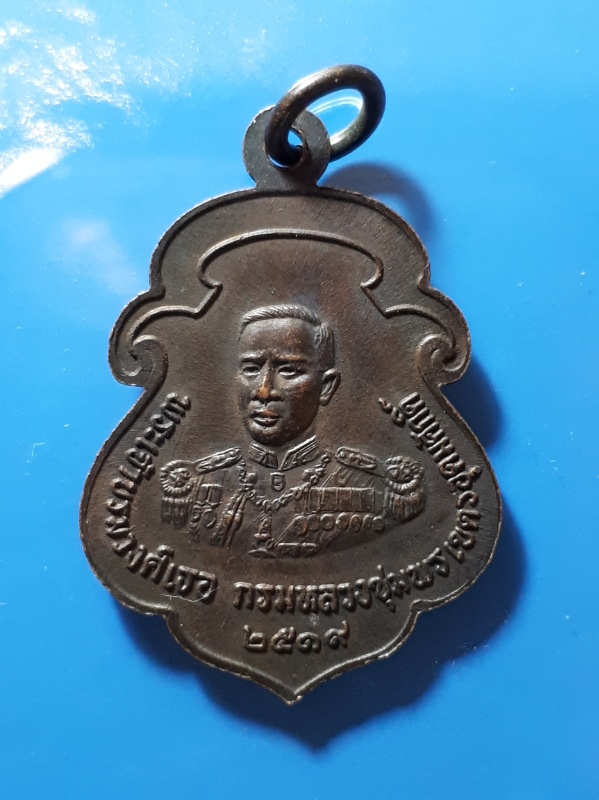 พระเจ้าบรมวงศ์เธอ กรมหลวงชุมพรเขตรอุดมศักดิ์
๒๕๑๙